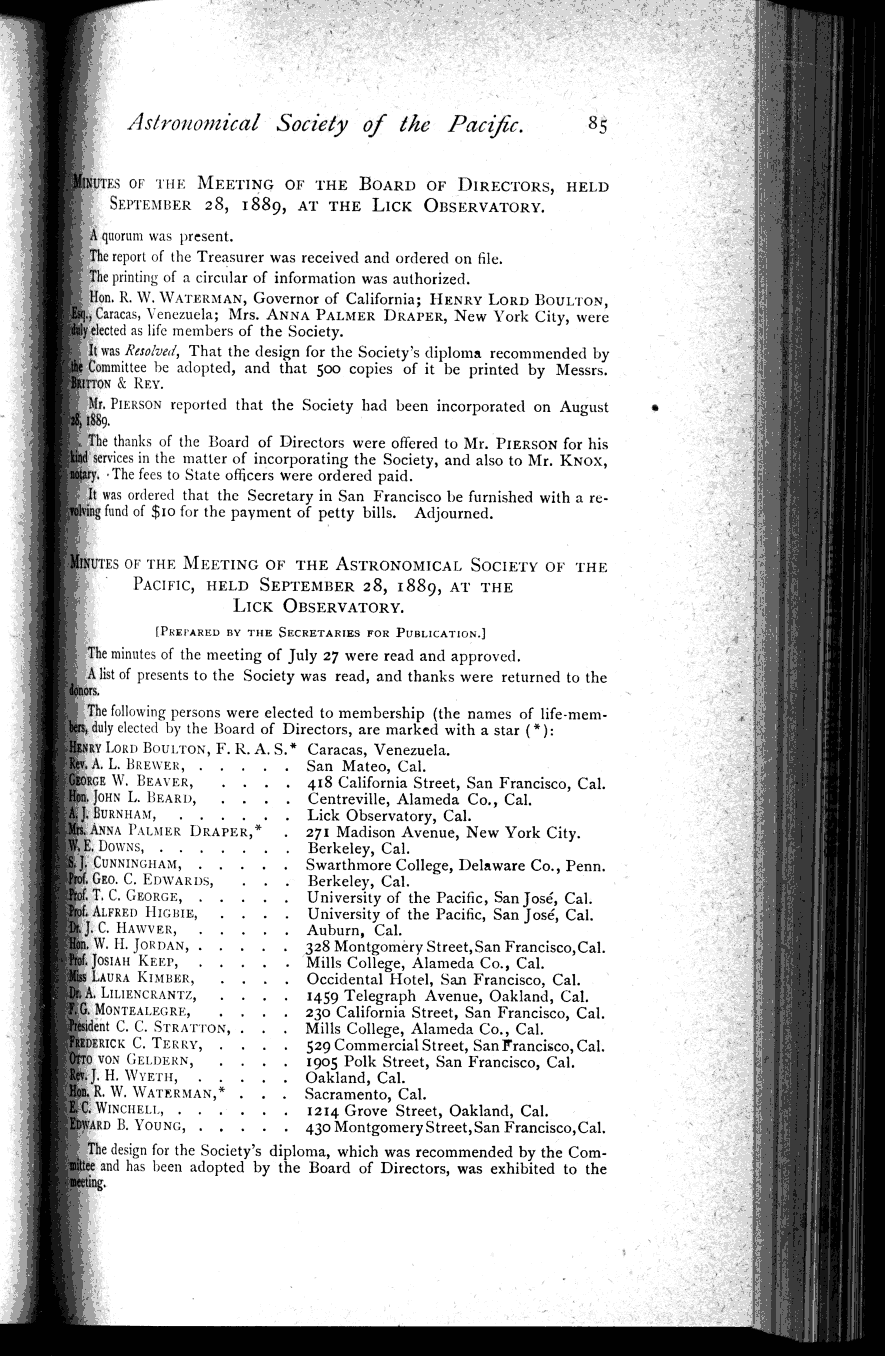 Astronomical Society of the Pacific. 85
MINUTES OF THE MEETING OF THE BOARD OF DIRECTORS, HELD
SEPTEMBER 28, 1889, AT THE LICK OBSERVATORY.
A quorum was present.
The report of the Treasurer was received and ordered on file.
The printing of a circular of information was authorized.
Hon. R. W. WATERMAN, Governor of California; HENRY LORD BOULTON,
Esq., Caracas, Venezuela; Mrs. ANNA PALMER DRAPER, New York City, were
duly elected as life members of the Society.
It was Resolved, That the design for the Society's diploma recommended by
the Committee be adopted, and that 500 copies of it be printed by Messrs.
BRITTON & REY.
Mr. PIERSON reported that the Society had been incorporated on August
28, 1889.
The thanks of the Board of Directors were offered to Mr. PIERSON for his
kind services in the matter of incorporating the Society, and also to Mr. KNOX,
notary. The fees to State officers were ordered paid.
It was ordered that the Secretary in San Francisco be furnished with a re-
volving fund of $10 for the payment of petty bills. Adjourned.
MINUTES OF THE MEETING OF THE ASTRONOMICAL SOCIETY OF THE
PACIFIC, HELD SEPTEMBER 28, 1889, AT THE
LICK OBSERVATORY.
[PREPARED BY THE SECRETARIES FOR PUBLICATION.]
The minutes of the meeting of July 27 were read and approved.
A list of presents to the Society was read, and thanks were returned to the
donors.
The following persons were elected to membership (the names of life-mem-
bers, duly elected by the Board of Directors, are marked with a star (*):
HENRY LORD BOULTON, F. R. A. S.* Caracas, Venezuela.
Rev. A. L. BREWER, . . . . . San Mateo, Cal.
GEORGE W. BEAVER, . . . . 418 California Street, San Francisco, Cal.
Hon. JOHN L. BEARD, . . . . Centreville, Alameda Co., Cal.
A. J. BURNHAM, . . . . . . Lick Observatory, Cal.
Mrs. ANNA PALMER DRAPER,* . 271 Madison Avenue, New York City.
W. E. DOWNS, . . . . . . . Berkeley, Cal.
S. J. CUNNINGHAM, . . . . . Swarthmore College, Delaware Co., Penn.
Prof. GEO. C. EDWARDS, . . . Berkeley, Cal.
Prof. T. C. GEORGE, . . . . . University of the Pacific, San José, Cal.
Prof. ALFRED HIGBIE, . . . . University of the Pacific, San José, Cal.
Dr. J. C. HAWVER, . . . . . Auburn, Cal.
Hon. W. H. JORDAN, . . . . . 328 Montgomery Street, San Francisco, Cal.
Prof. JOSIAH KEEP, . . . . . Mills College, Alameda Co., Cal.
Miss LAURA KIMBER, . . . . Occidental Hotel, San Francisco, Cal.
Dr. A. LILIENCRANTZ, . . . . 1459 Telegraph Avenue, Oakland, Cal.
F. G. MONTEALEGRE, . . . . 230 California Street, San Francisco, Cal.
President C. C. STRATTON, . . . Mills College, Alameda Co., Cal.
FREDERICK C. TERRY, . . . . 529 Commercial Street, San Francisco, Cal.
OTTO VON GELDERN, . . . . 1905 Polk Street, San Francisco, Cal.
Rev. J. H. WYETH, . . . . . Oakland, Cal.
Hon. R. W. WATERMAN,* . . . Sacramento, Cal.
E. C. WINCHELL, . . . . . . 1214 Grove Street, Oakland, Cal.
EDWARD B. YOUNG, . . . . . 430 Montgomery Street, San Francisco, Cal.
The design for the Society's diploma, which was recommended by the Com-
mittee and has been adopted by the Board of Directors, was exhibited to the
meeting.